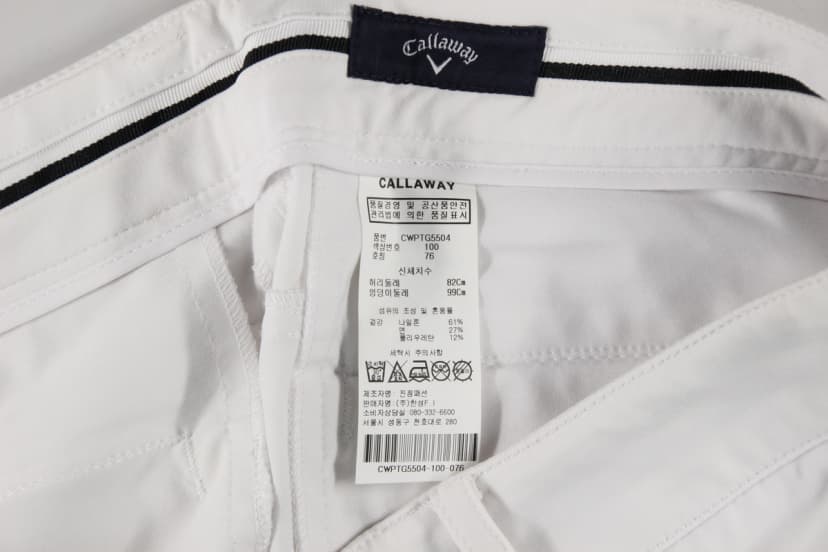 Callaway
CALLAWAY
품질경영 및 공산품안전
관리법에 의한 품질표시
품번 CWPTG5504
색상번호 100
호칭 76
신체치수
허리둘레 82Cm
엉덩이둘레 99Cm
섬유의 조성 및 혼용률
겉감 나일론 61%
면 27%
폴리우레탄 12%
세탁시 주의사항
제조자명: 진청패션
판매자명: (주)한성F.I
소비자상담실: 080-332-6600
서울시 성동구 천호대로 280
CWPTG5504-100-076